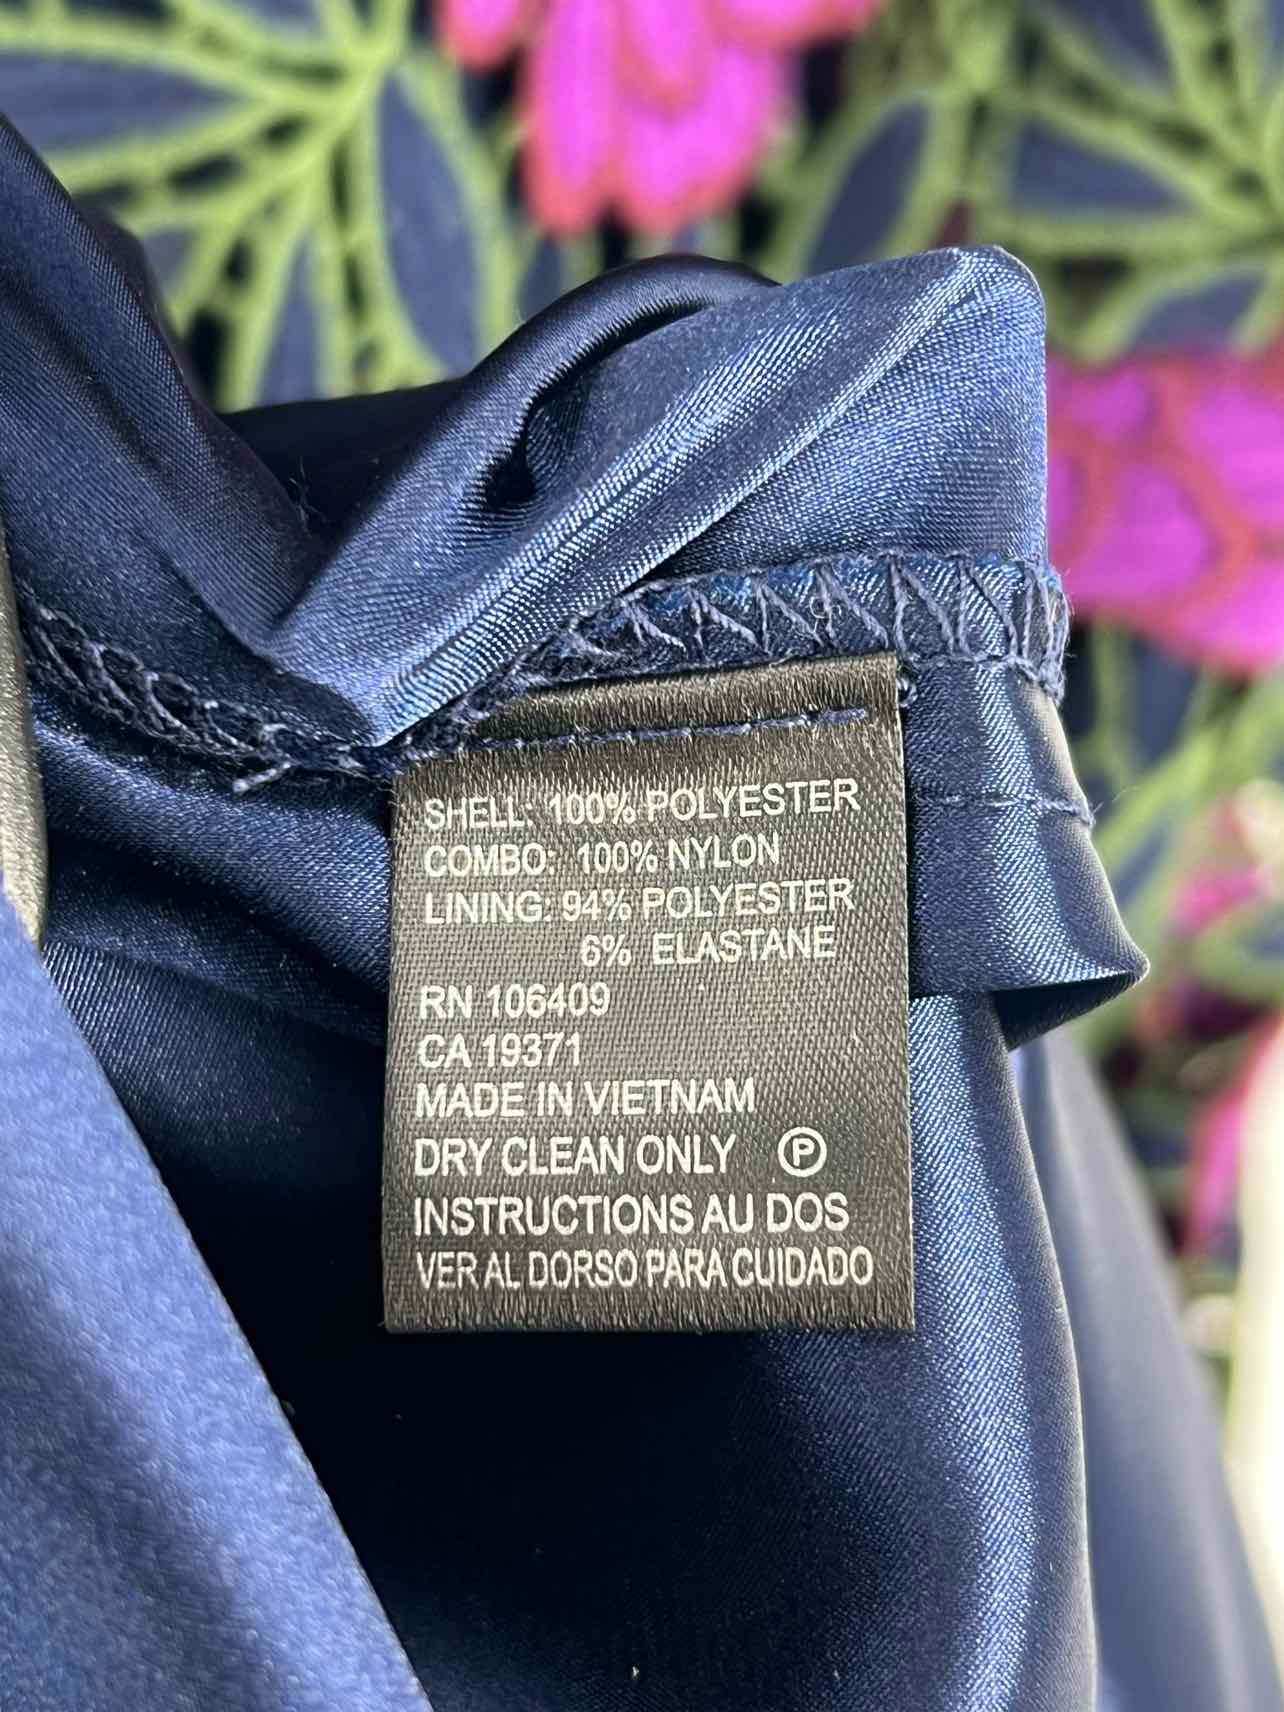 SHELL: 100% POLYESTER
COMBO: 100% NYLON
LINING: 94% POLYESTER
6% ELASTANE
RN 106409
CA 19371
MADE IN VIETNAM
DRY CLEAN ONLY Ⓟ
INSTRUCTIONS AU DOS
VER AL DORSO PARA CUIDADO